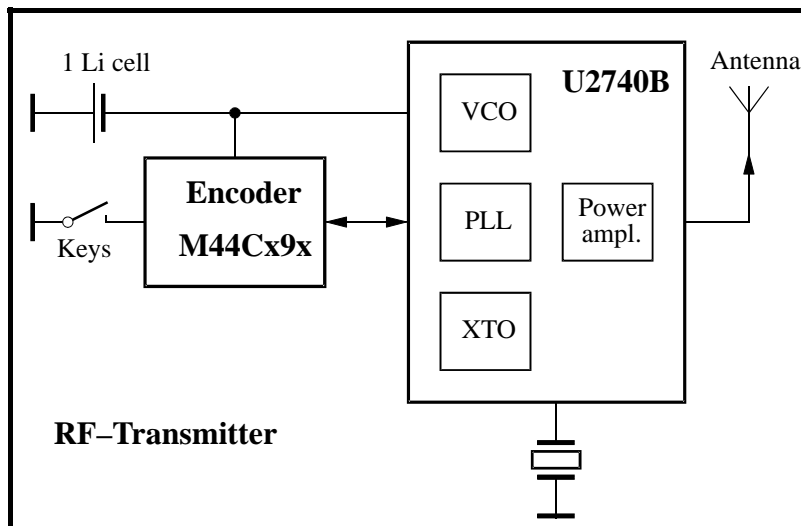 1 Li cell
U2740B
Antenna
VCO
Encoder
M44Cx9x
Keys
PLL
Power
ampl.
XTO
RF–Transmitter